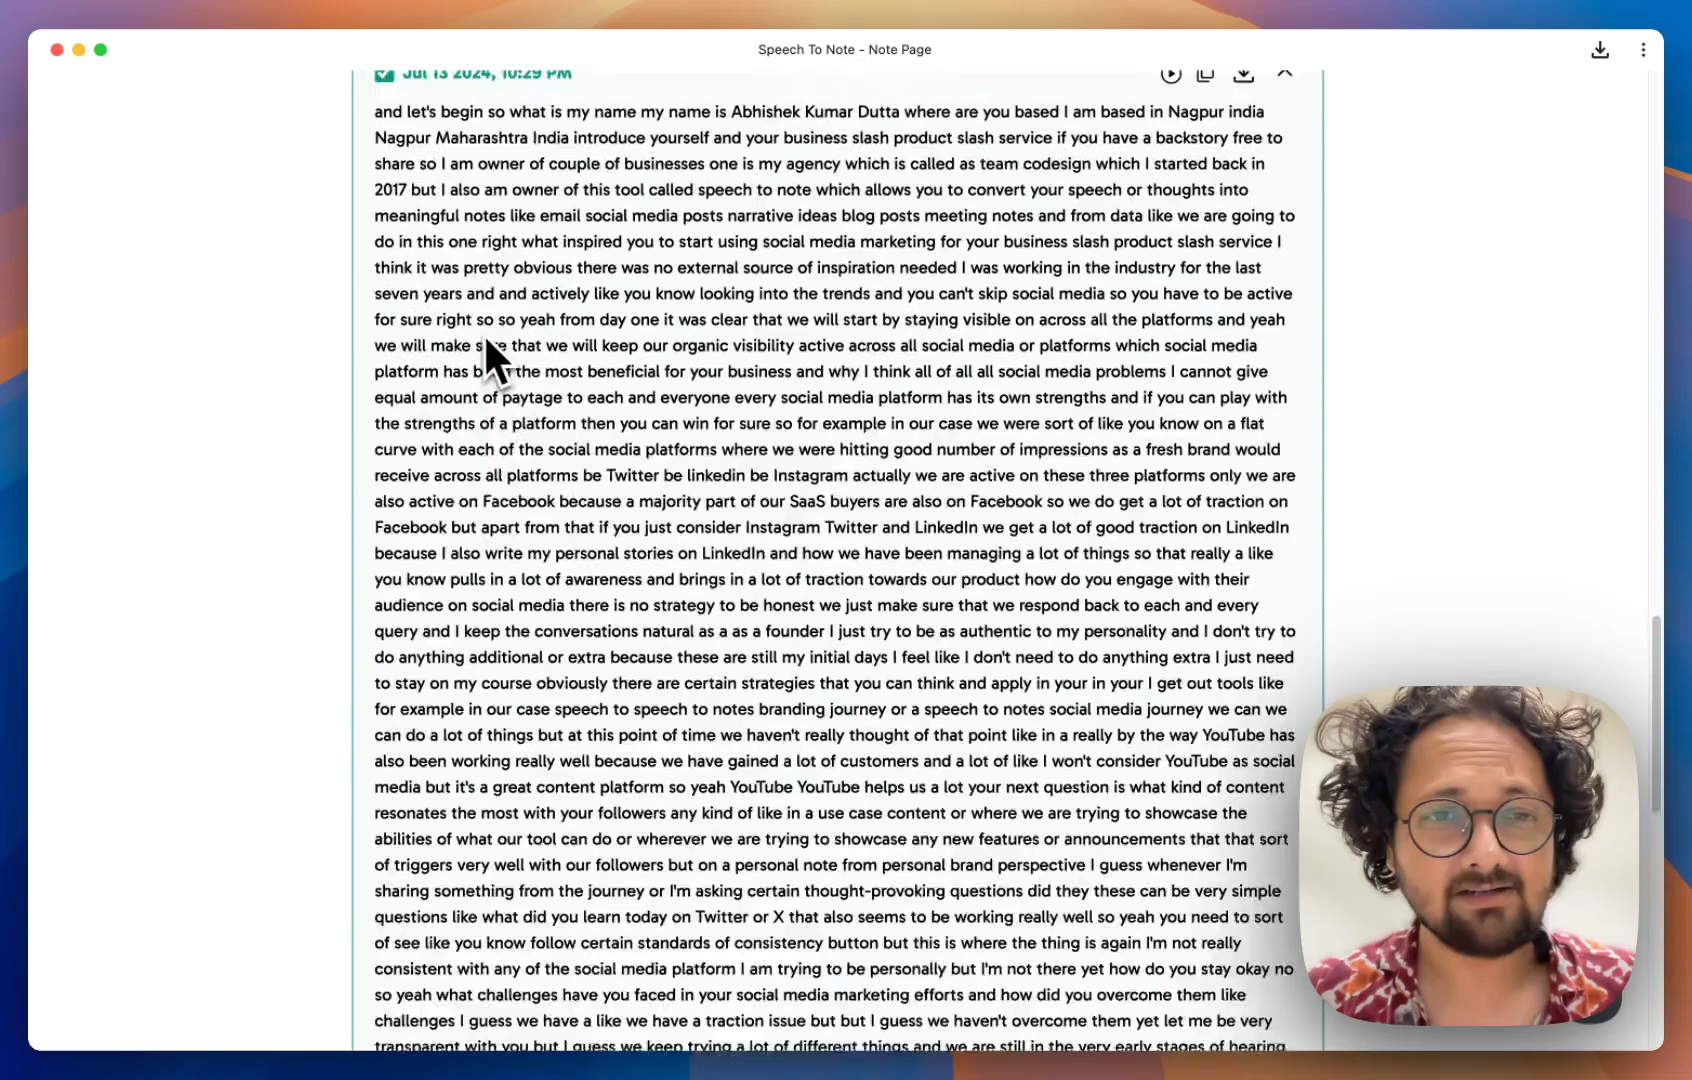 Speech To Note - Note Page
Jul 13 2024, 10:29 PM
and let's begin so what is my name my name is Abhishek Kumar Dutta where are you based I am based in Nagpur india
Nagpur Maharashtra India introduce yourself and your business slash product slash service if you have a backstory free to
share so I am owner of couple of businesses one is my agency which is called as team codesign which I started back in
2017 but I also am owner of this tool called speech to note which allows you to convert your speech or thoughts into
meaningful notes like email social media posts narrative ideas blog posts meeting notes and from data like we are going to
do in this one right what inspired you to start using social media marketing for your business slash product slash service I
think it was pretty obvious there was no external source of inspiration needed I was working in the industry for the last
seven years and and actively like you know looking into the trends and you can't skip social media so you have to be active
for sure right so so yeah from day one it was clear that we will start by staying visible on across all the platforms and yeah
we will make that we will keep our organic visibility active across all social media or platforms which social media
platform has the most beneficial for your business and why I think all of all all social media problems I cannot give
equal amount of paytage to each and everyone every social media platform has its own strengths and if you can play with
the strengths of a platform then you can win for sure so for example in our case we were sort of like you know on a flat
curve with each of the social media platforms where we were hitting good number of impressions as a fresh brand would
receive across all platforms be Twitter be linkedin be Instagram actually we are active on these three platforms only we are
also active on Facebook because a majority part of our SaaS buyers are also on Facebook so we do get a lot of traction on
Facebook but apart from that if you just consider Instagram Twitter and LinkedIn we get a lot of good traction on LinkedIn
because I also write my personal stories on LinkedIn and how we have been managing a lot of things so that really a like
you know pulls in a lot of awareness and brings in a lot of traction towards our product how do you engage with their
audience on social media there is no strategy to be honest we just make sure that we respond back to each and every
query and I keep the conversations natural as a as a founder I just try to be as authentic to my personality and I don't try to
do anything additional or extra because these are still my initial days I feel like I don't need to do anything extra I just need
to stay on my course obviously there are certain strategies that you can think and apply in your in your I get out tools like
for example in our case speech to speech to notes branding journey or a speech to notes social media journey we can we
can do a lot of things but at this point of time we haven't really thought of that point like in a really by the way YouTube has
also been working really well because we have gained a lot of customers and a lot of like I won't consider YouTube as social
media but it's a great content platform so yeah YouTube YouTube helps us a lot your next question is what kind of content
resonates the most with your followers any kind of like in a use case content or where we are trying to showcase the
abilities of what our tool can do or wherever we are trying to showcase any new features or announcements that that sort
of triggers very well with our followers but on a personal note from personal brand perspective I guess whenever I'm
sharing something from the journey or I'm asking certain thought-provoking questions did they these can be very simple
questions like what did you learn today on Twitter or X that also seems to be working really well so yeah you need to sort
of see like you know follow certain standards of consistency button but this is where the thing is again I'm not really
consistent with any of the social media platform I am trying to be personally but I'm not there yet how do you stay okay no
so yeah what challenges have you faced in your social media marketing efforts and how did you overcome them like
challenges I guess we have a like we have a traction issue but but I guess we haven't overcome them yet let me be very
transparent with you but I guess we keep trying a lot of different things and we are still in the very early stages of hearing